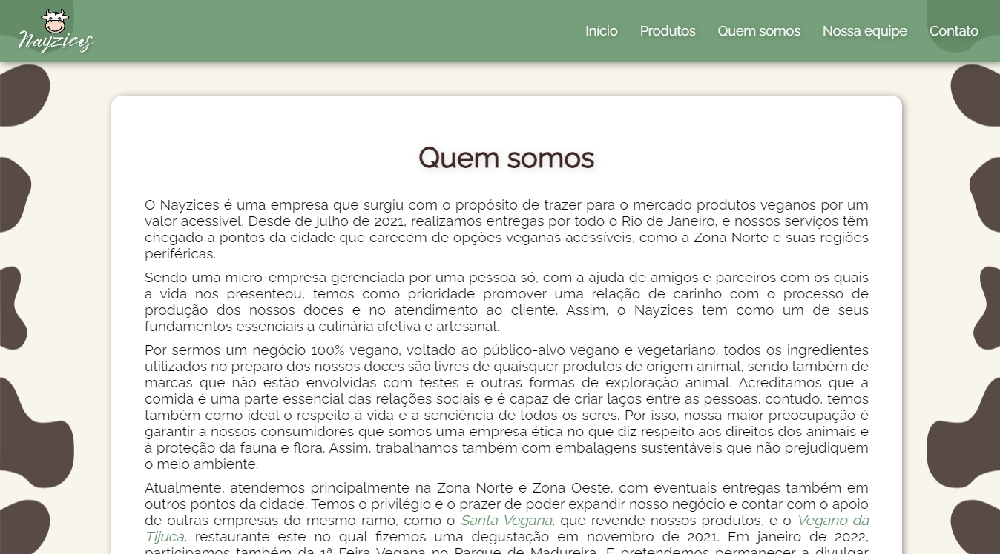 Nayzices
Início Produtos Quem somos Nossa equipe Contato
Quem somos
O Nayzices é uma empresa que surgiu com o propósito de trazer para o mercado produtos veganos por um
valor acessível. Desde de julho de 2021, realizamos entregas por todo o Rio de Janeiro, e nossos serviços têm
chegado a pontos da cidade que carecem de opções veganas acessíveis, como a Zona Norte e suas regiões
periféricas.
Sendo uma micro-empresa gerenciada por uma pessoa só, com a ajuda de amigos e parceiros com os quais
a vida nos presenteou, temos como prioridade promover uma relação de carinho com o processo de
produção dos nossos doces e no atendimento ao cliente. Assim, o Nayzices tem como um de seus
fundamentos essenciais a culinária afetiva e artesanal.
Por sermos um negócio 100% vegano, voltado ao público-alvo vegano e vegetariano, todos os ingredientes
utilizados no preparo dos nossos doces são livres de quaisquer produtos de origem animal, sendo também de
marcas que não estão envolvidas com testes e outras formas de exploração animal. Acreditamos que a
comida é uma parte essencial das relações sociais e é capaz de criar laços entre as pessoas, contudo, temos
também como ideal o respeito à vida e a senciência de todos os seres. Por isso, nossa maior preocupação é
garantir a nossos consumidores que somos uma empresa ética no que diz respeito aos direitos dos animais e
à proteção da fauna e flora. Assim, trabalhamos também com embalagens sustentáveis que não prejudiquem
o meio ambiente.
Atualmente, atendemos principalmente na Zona Norte e Zona Oeste, com eventuais entregas também em
outros pontos da cidade. Temos o privilégio e o prazer de poder expandir nosso negócio e contar com o apoio
de outras empresas do mesmo ramo, como o Santa Vegana, que revende nossos produtos, e o Vegano da
Tijuca, restaurante este no qual fizemos uma degustação em novembro de 2021. Em janeiro de 2022,
participamos também da 1ª Feira Vegana no Parque de Madureira. E pretendemos permanecer a divulgar